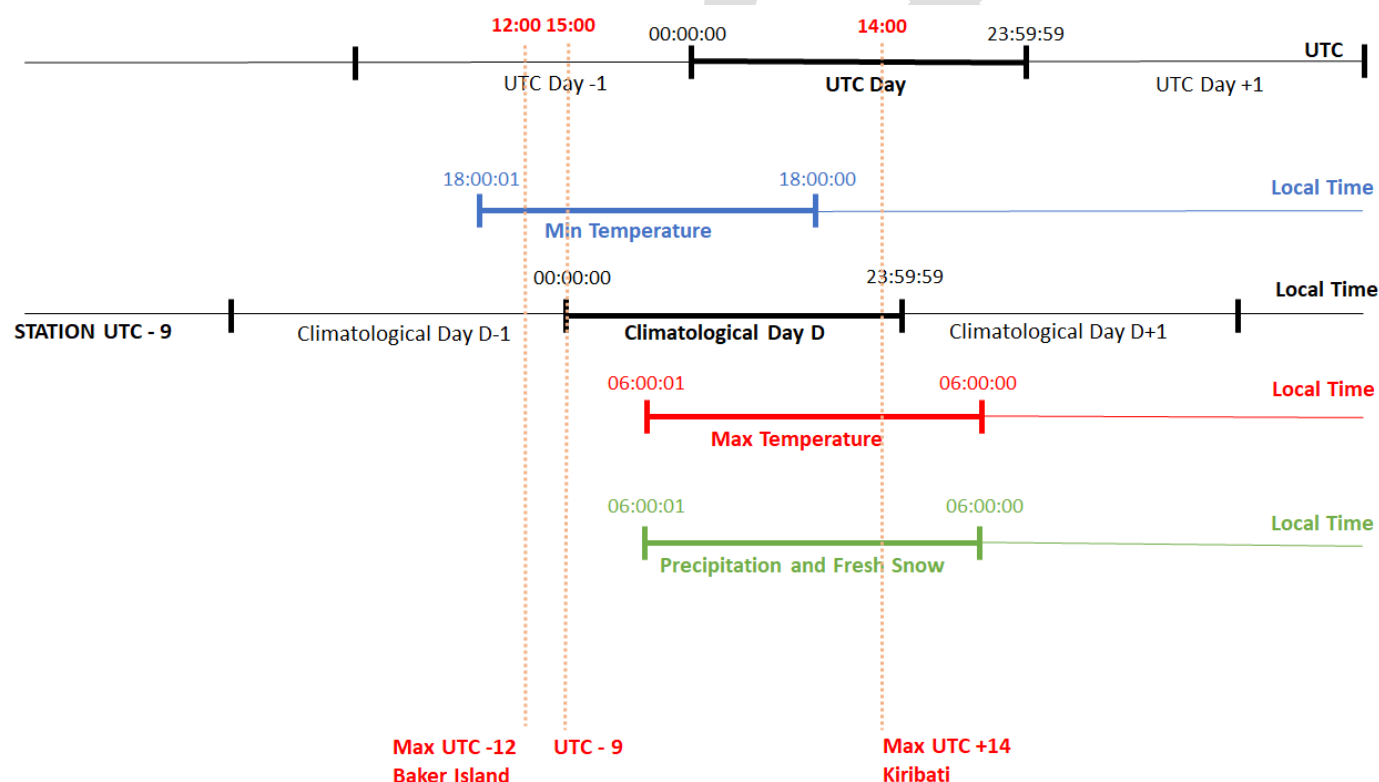 12:00 15:00
00:00:00
14:00
23:59:59
UTC
UTC Day -1
UTC Day
UTC Day +1
18:00:01
18:00:00
Local Time
Min Temperature
00:00:00
23:59:59
Local Time
STATION UTC - 9
Climatological Day D-1
Climatological Day D
Climatological Day D+1
06:00:01
06:00:00
Local Time
Max Temperature
06:00:01
06:00:00
Local Time
Precipitation and Fresh Snow
Max UTC -12
Baker Island
UTC - 9
Max UTC +14
Kiribati